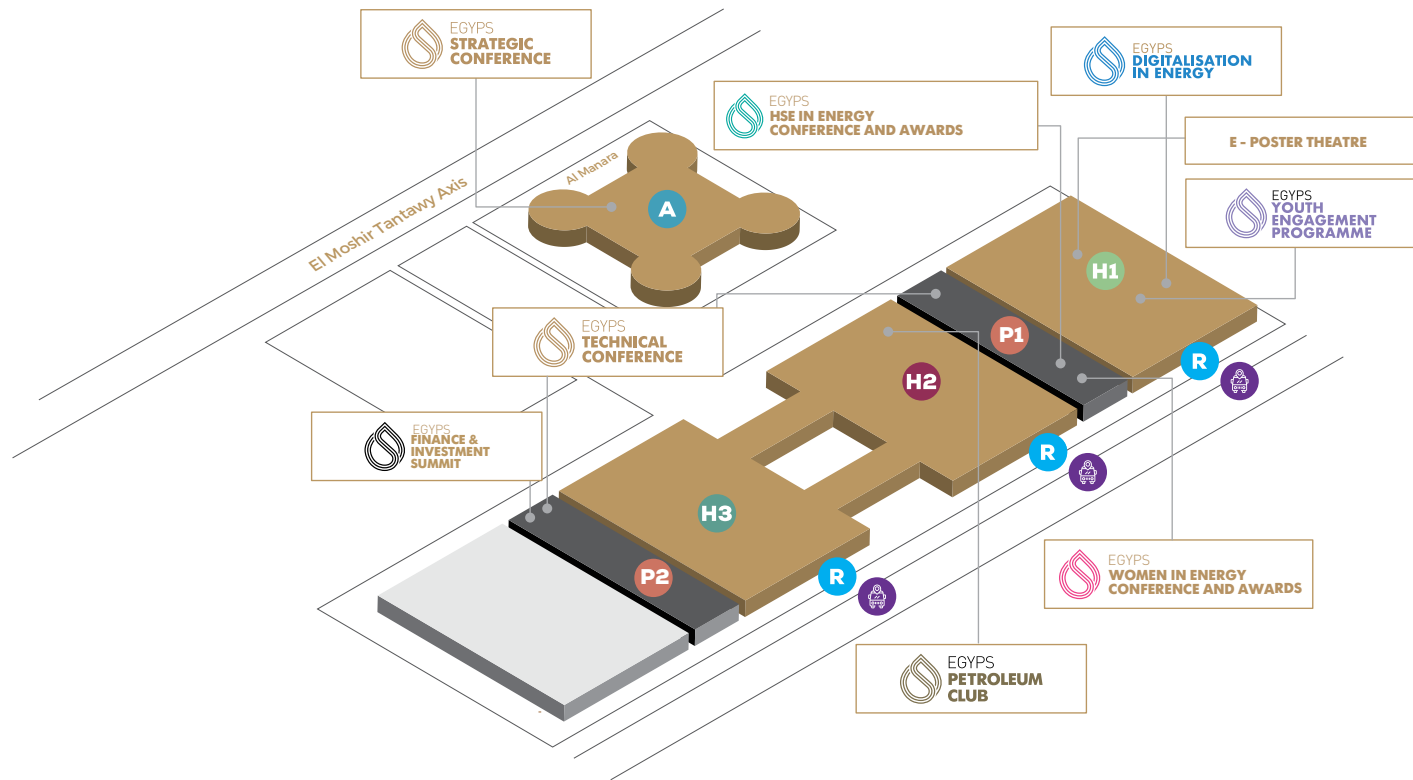 EGYPS
STRATEGIC
CONFERENCE
EGYPS
DIGITALISATION
IN ENERGY
EGYPS
HSE IN ENERGY
CONFERENCE AND AWARDS
E - POSTER THEATRE
EGYPS
YOUTH
ENGAGEMENT
PROGRAMME
El Moshir Tantawy Axis
Al Manara
A
H1
EGYPS
TECHNICAL
CONFERENCE
P1
R
H2
R
EGYPS
FINANCE &
INVESTMENT
SUMMIT
H3
P2
R
EGYPS
WOMEN IN ENERGY
CONFERENCE AND AWARDS
EGYPS
PETROLEUM
CLUB